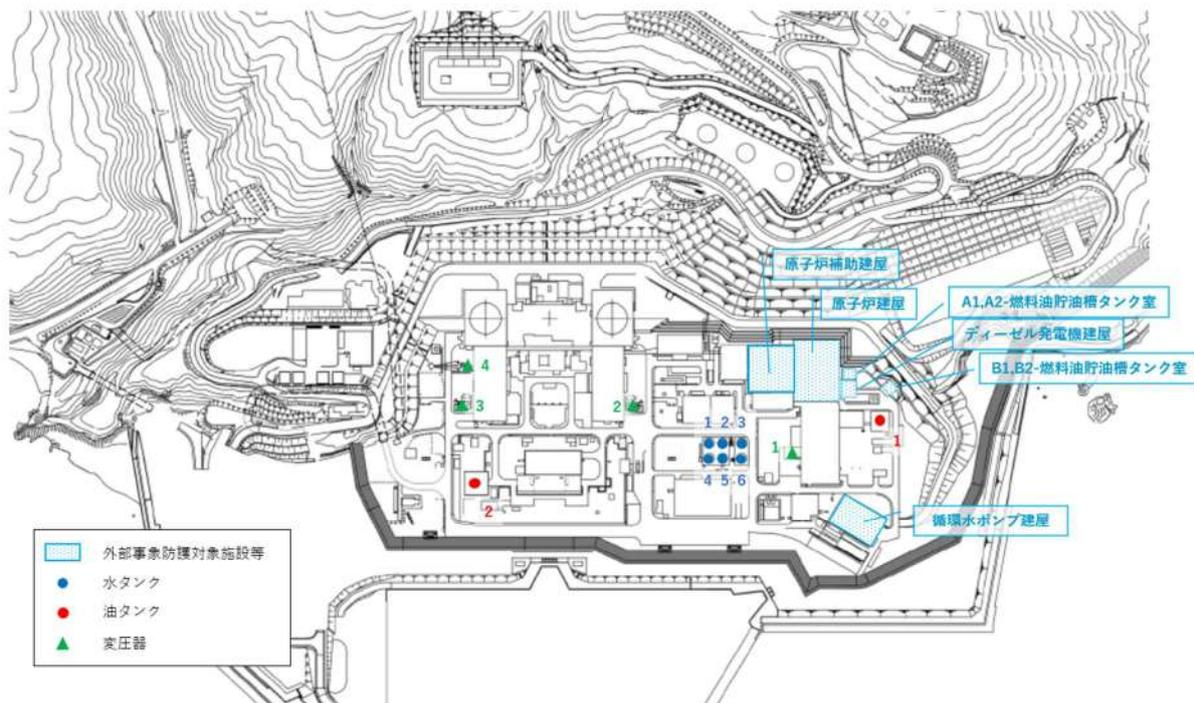 原子炉補助建屋
原子炉建屋
A1,A2-燃料油貯油槽タンク室
ディーゼル発電機建屋
B1,B2-燃料油貯油槽タンク室
4
3
2
1 2 3
1
1
4 5 6
2
循環水ポンプ建屋
外部事象防護対象施設等
水タンク
油タンク
変圧器